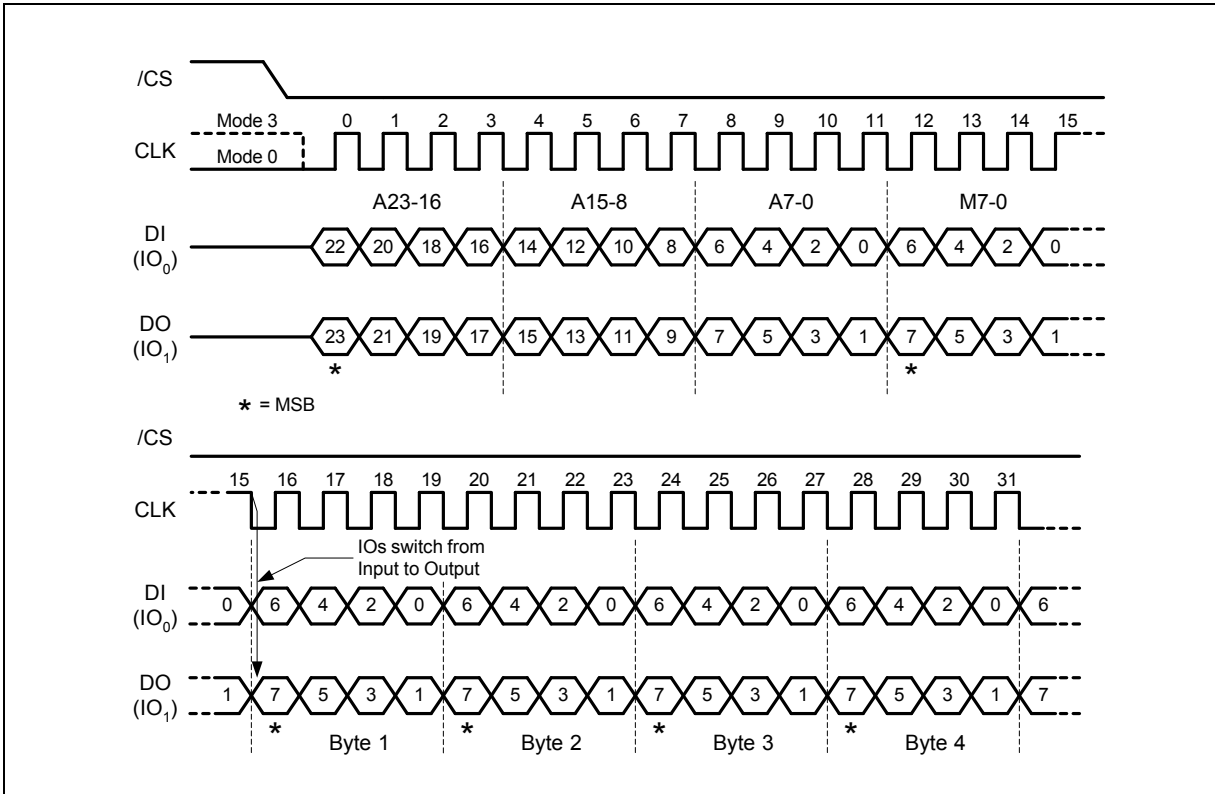 /CS
Mode 3 0 1 2 3 4 5 6 7 8 9 10 11 12 13 14 15
CLK
Mode 0
A23-16 A15-8 A7-0 M7-0
DI
(IO0) 22 20 18 16 14 12 10 8 6 4 2 0 6 4 2 0
DO
(IO1) 23 21 19 17 15 13 11 9 7 5 3 1 7 5 3 1
* *
* = MSB
/CS
15 16 17 18 19 20 21 22 23 24 25 26 27 28 29 30 31
CLK
IOs switch from
Input to Output
DI
(IO0) 0 6 4 2 0 6 4 2 0 6 4 2 0 6 4 2 0 6
DO
(IO1) 1 7 5 3 1 7 5 3 1 7 5 3 1 7 5 3 1 7
* Byte 1 * Byte 2 * Byte 3 * Byte 4